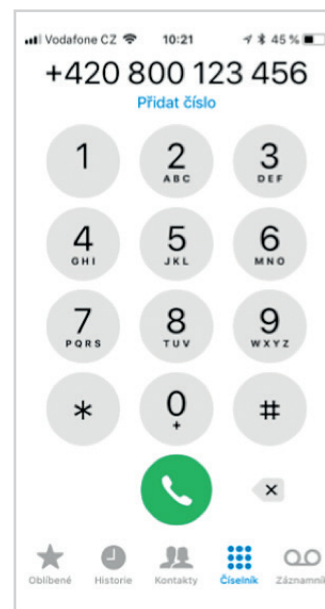 Vodafone CZ 10:21 45 %
+420 800 123 456
Přidat číslo
1 2 3
ABC DEF
4 5 6
GHI JKL MNO
7 8 9
PQRS TUV WXYZ
* 0 #
+
Oblíbené Historie Kontakty Číselník Záznamník